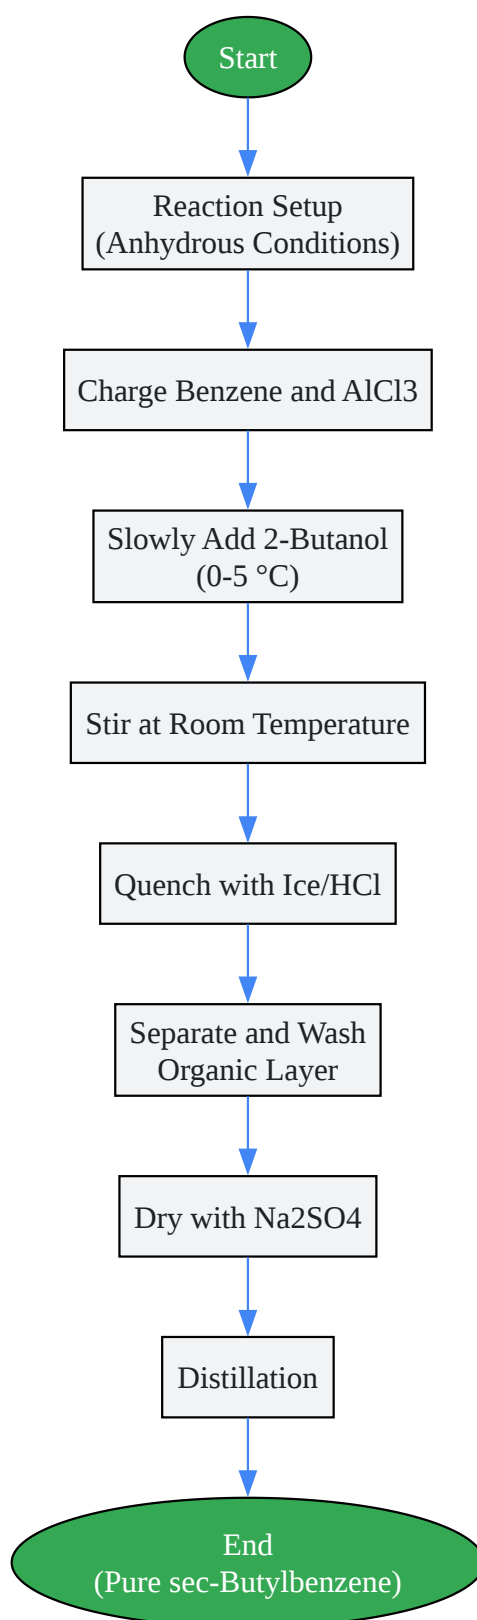 Start
Reaction Setup
(Anhydrous Conditions)
Charge Benzene and AlCl3
Slowly Add 2-Butanol
(0-5 °C)
Stir at Room Temperature
Quench with Ice/HCl
Separate and Wash
Organic Layer
Dry with Na2SO4
Distillation
End
(Pure sec-Butylbenzene)